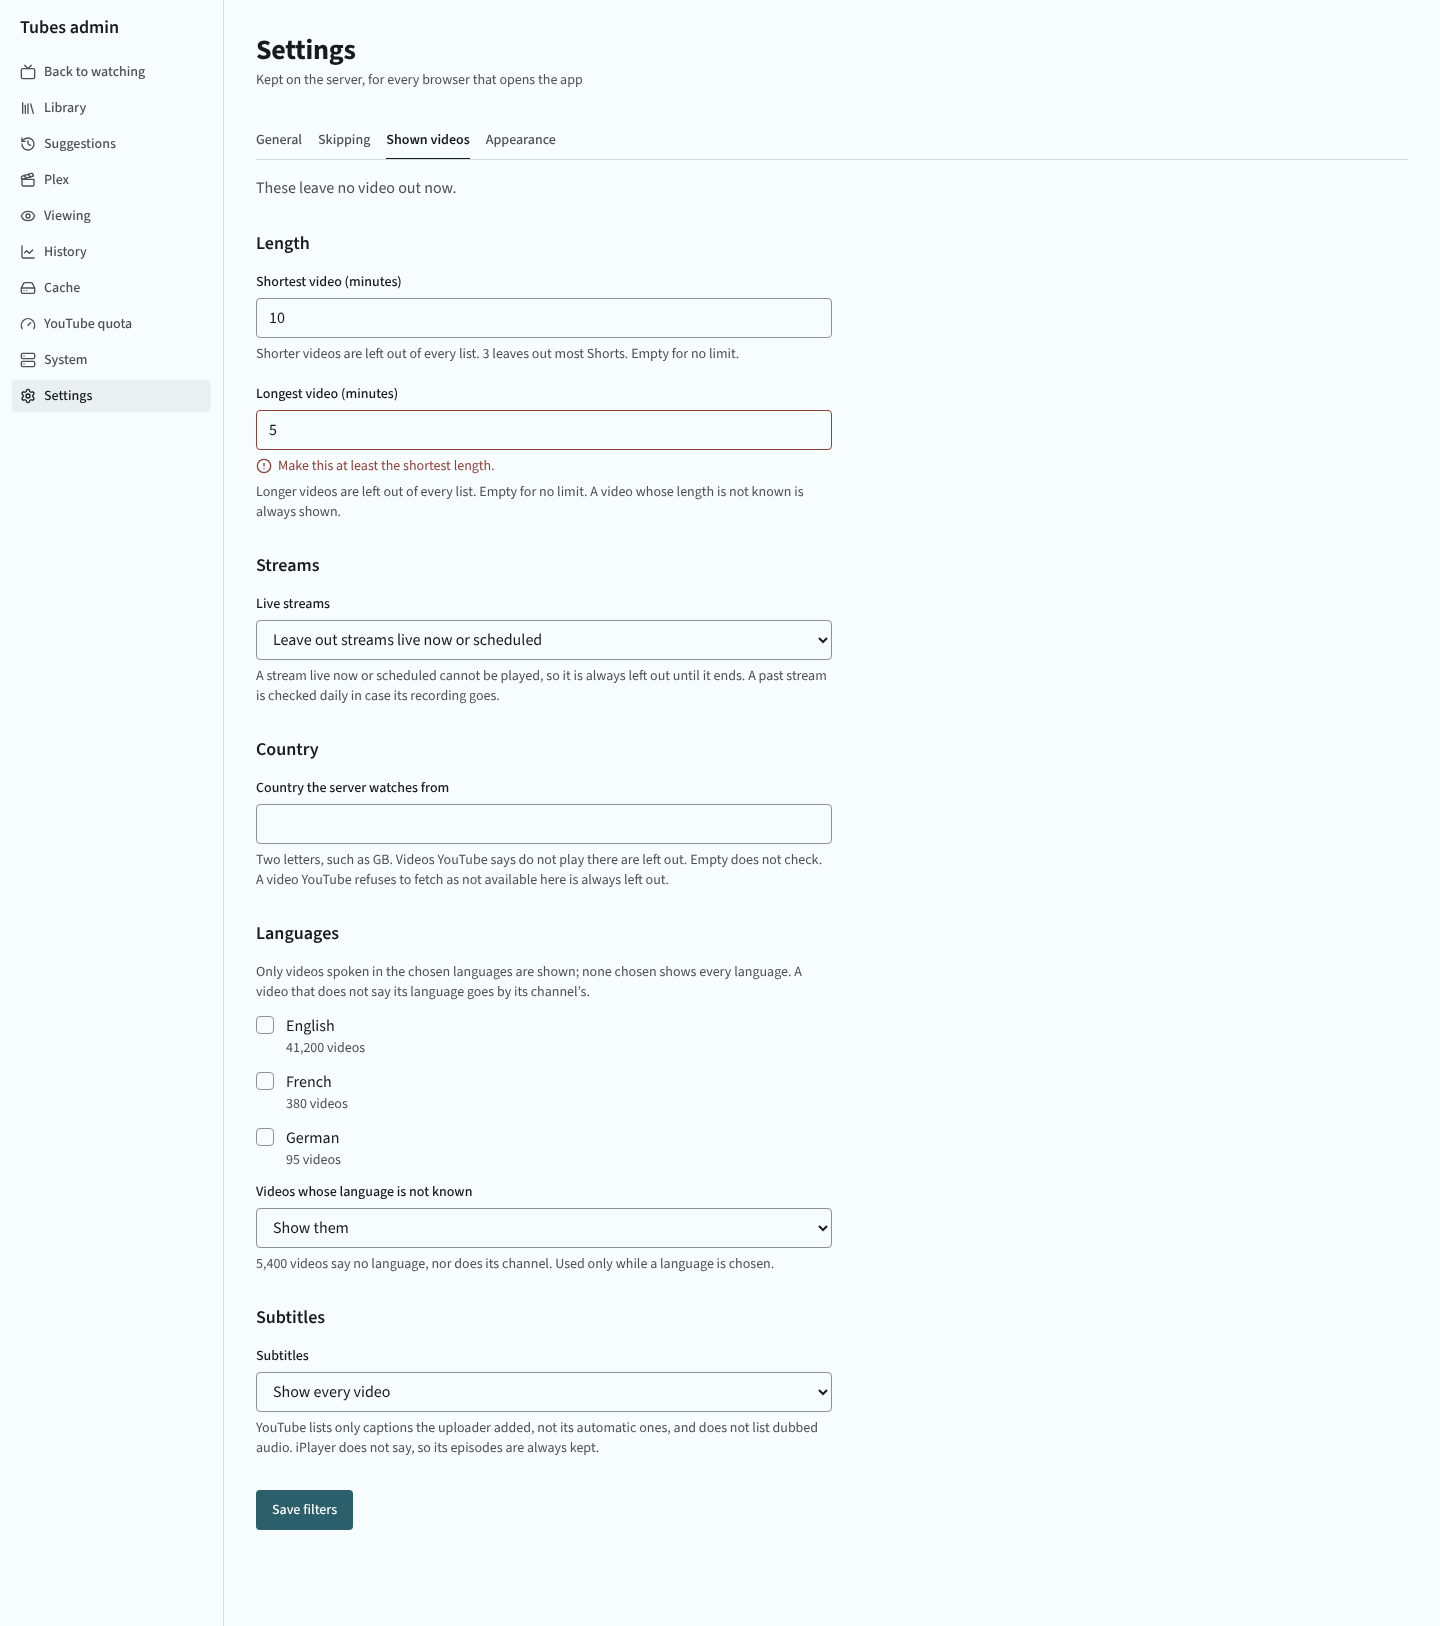 Tubes admin
Back to watching
Library
Suggestions
Plex
Viewing
History
Cache
YouTube quota
System
Settings
Settings
Kept on the server, for every browser that opens the app
General
Skipping
Shown videos
Appearance
These leave no video out now.
Length
Shortest video (minutes)
10
Shorter videos are left out of every list. 3 leaves out most Shorts. Empty for no limit.
Longest video (minutes)
5
Make this at least the shortest length.
Longer videos are left out of every list. Empty for no limit. A video whose length is not known is
always shown.
Streams
Live streams
Leave out streams live now or scheduled
A stream live now or scheduled cannot be played, so it is always left out until it ends. A past stream
is checked daily in case its recording goes.
Country
Country the server watches from
Two letters, such as GB. Videos YouTube says do not play there are left out. Empty does not check.
A video YouTube refuses to fetch as not available here is always left out.
Languages
Only videos spoken in the chosen languages are shown; none chosen shows every language. A
video that does not say its language goes by its channel’s.
English
41,200 videos
French
380 videos
German
95 videos
Videos whose language is not known
Show them
5,400 videos say no language, nor does its channel. Used only while a language is chosen.
Subtitles
Subtitles
Show every video
YouTube lists only captions the uploader added, not its automatic ones, and does not list dubbed
audio. iPlayer does not say, so its episodes are always kept.
Save filters